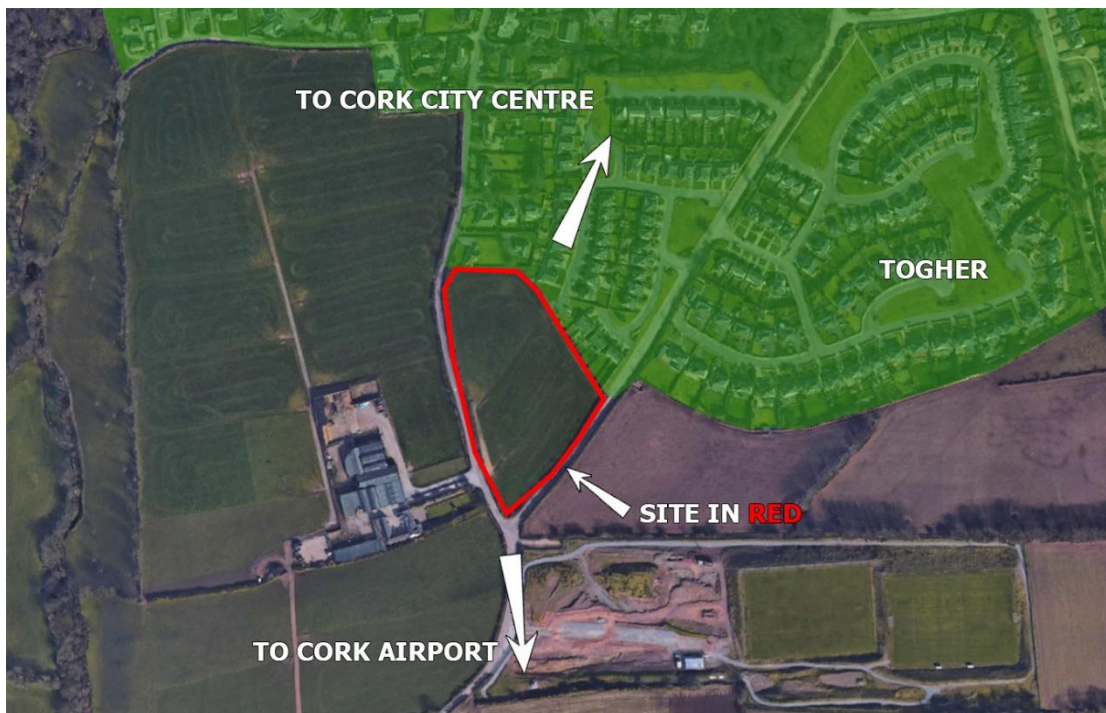 TO CORK CITY CENTRE
TOGHER
SITE IN RED
TO CORK AIRPORT